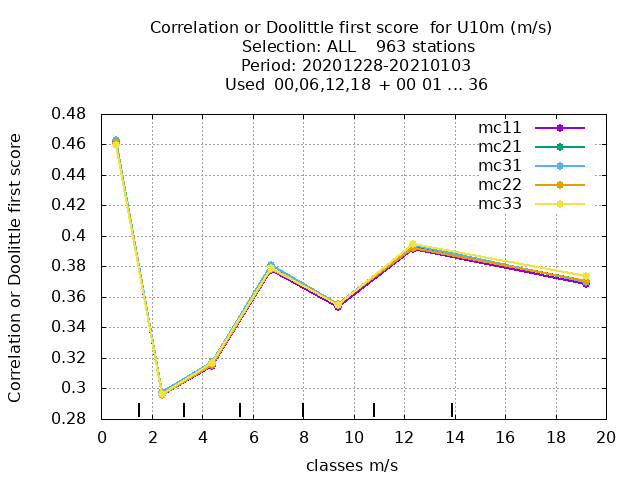 Correlation or Doolittle first score  for U10m (m/s)
Selection: ALL    963 stations
Period: 20201228-20210103
Used  00,06,12,18  + 00 01 ... 36
Correlation or Doolittle first score
0.48
0.46
0.44
0.42
0.4
0.38
0.36
0.34
0.32
0.3
0.28
mc11
mc21
mc31
mc22
mc33
0 2 4 6 8 10 12 14 16 18 20
classes m/s